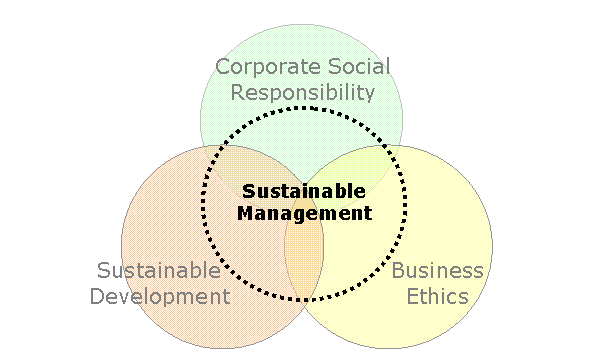 Corporate Social
Responsibility
Sustainable
Management
Sustainable
Development
Business
Ethics